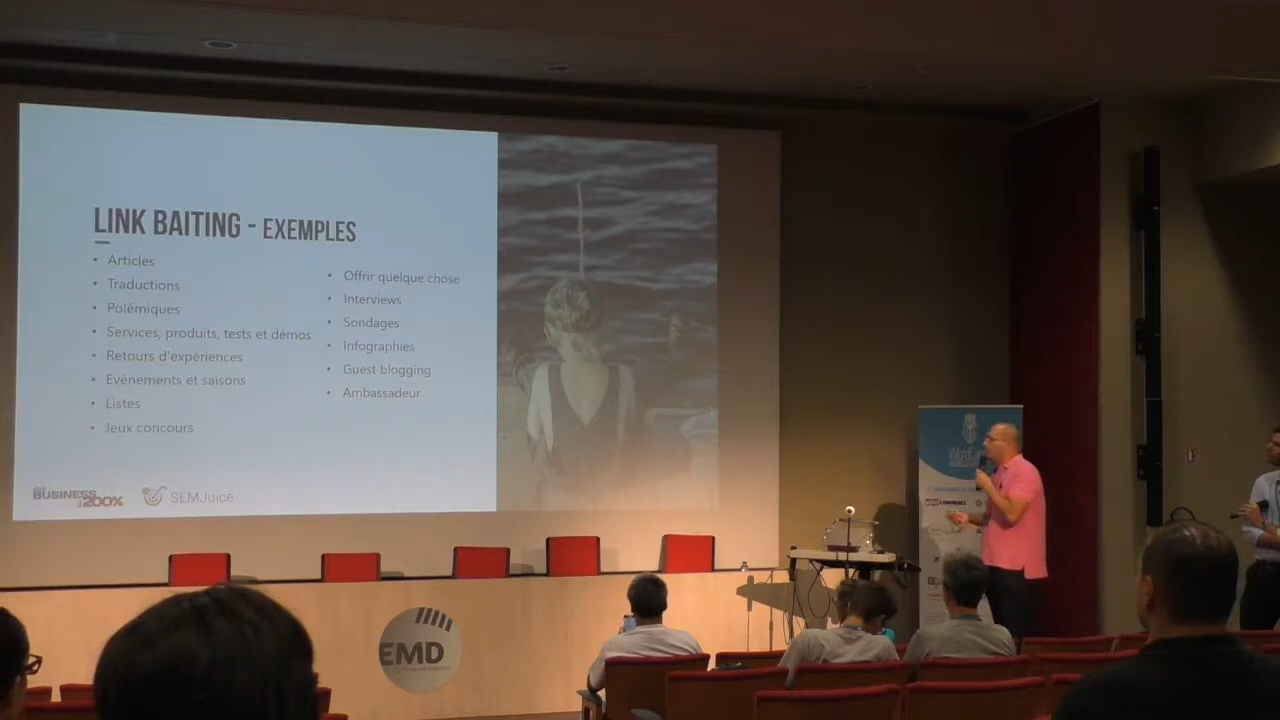 LINK BAITING - EXEMPLES
• Articles
• Traductions
• Polémiques
• Services, produits, tests et démos
• Retours d'expériences
• Evènements et saisons
• Listes
• Jeux concours
• Offrir quelque chose
• Interviews
• Sondages
• Infographies
• Guest blogging
• Ambassadeur
BUSINESS
à 200%
SEMJuice
EMD